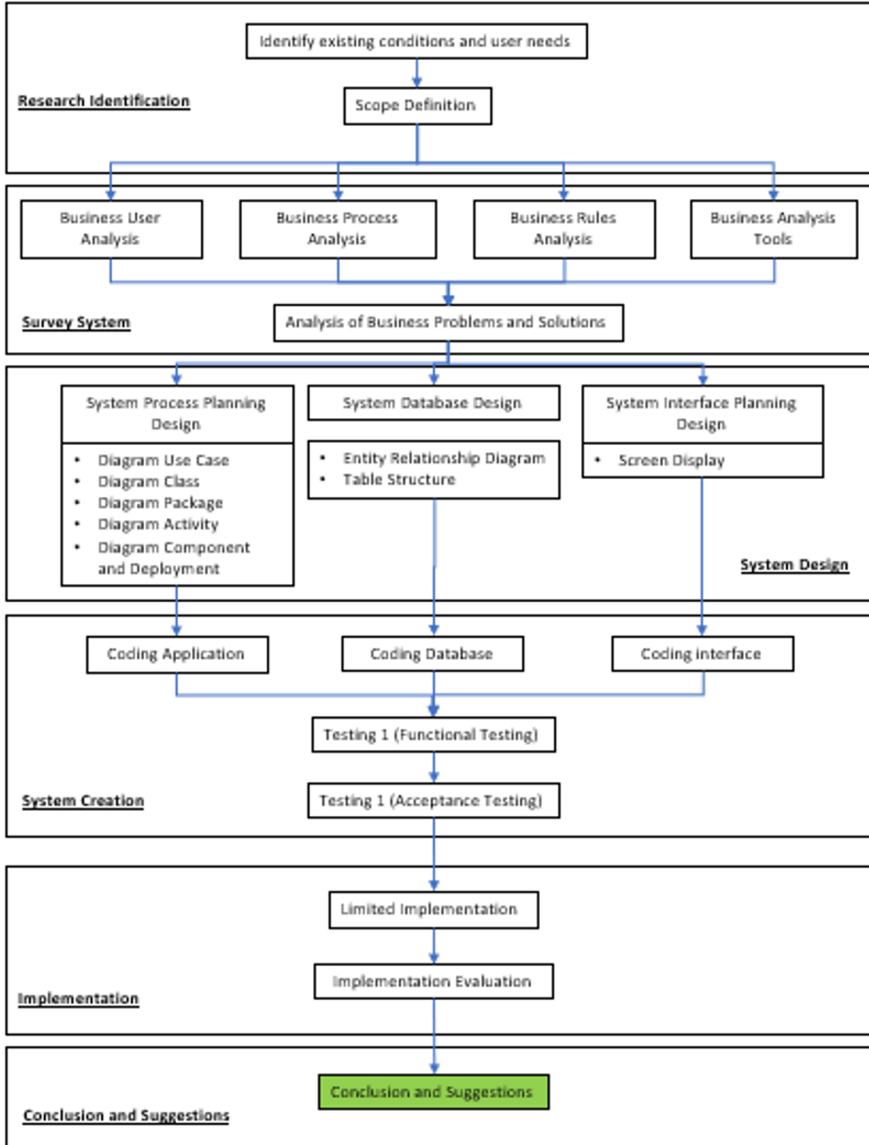 Identify existing conditions and user needs
Research Identification
Scope Definition
Business User
Analysis
Business Process
Analysis
Business Rules
Analysis
Business Analysis
Tools
Survey System
Analysis of Business Problems and Solutions
System Process Planning
Design
• Diagram Use Case
• Diagram Class
• Diagram Package
• Diagram Activity
• Diagram Component
and Deployment
System Database Design
• Entity Relationship Diagram
• Table Structure
System Interface Planning
Design
• Screen Display
System Design
Coding Application
Coding Database
Coding interface
Testing 1 (Functional Testing)
Testing 1 (Acceptance Testing)
System Creation
Limited Implementation
Implementation Evaluation
Implementation
Conclusion and Suggestions
Conclusion and Suggestions